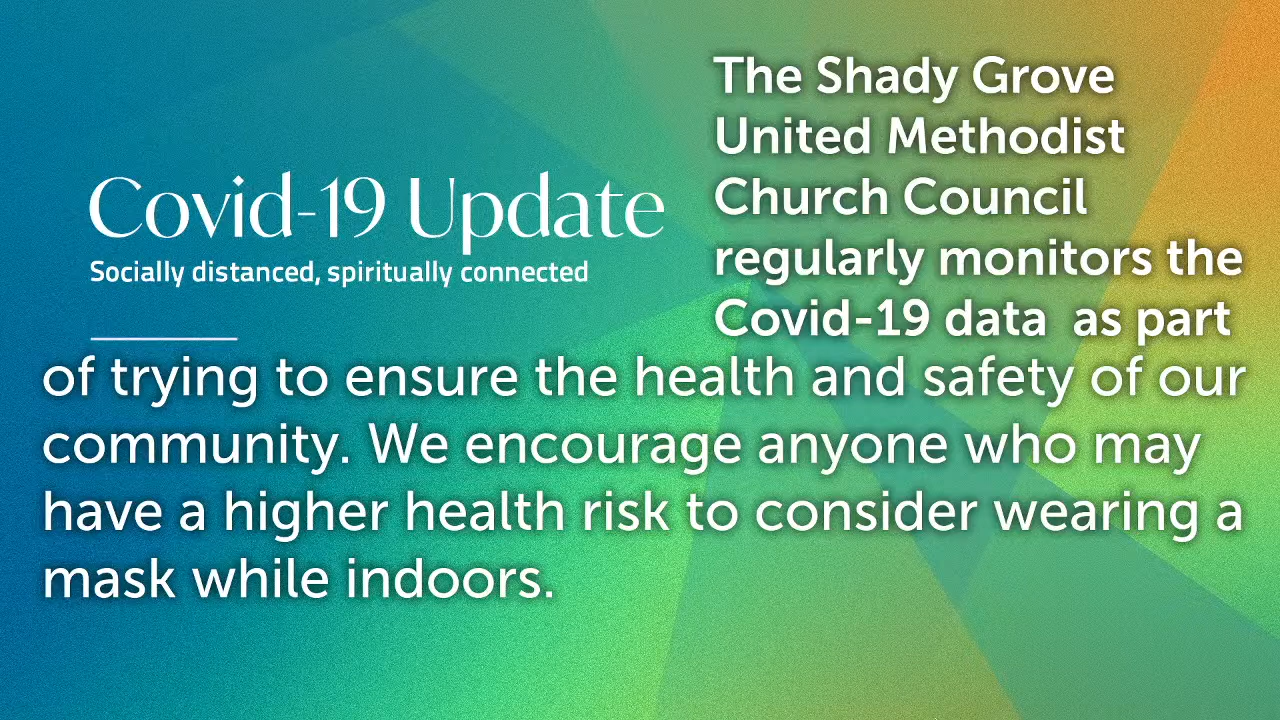 Covid-19 Update
Socially distanced, spiritually connected
The Shady Grove
United Methodist
Church Council
regularly monitors the
Covid-19 data  as part
of trying to ensure the health and safety of our
community. We encourage anyone who may
have a higher health risk to consider wearing a
mask while indoors.